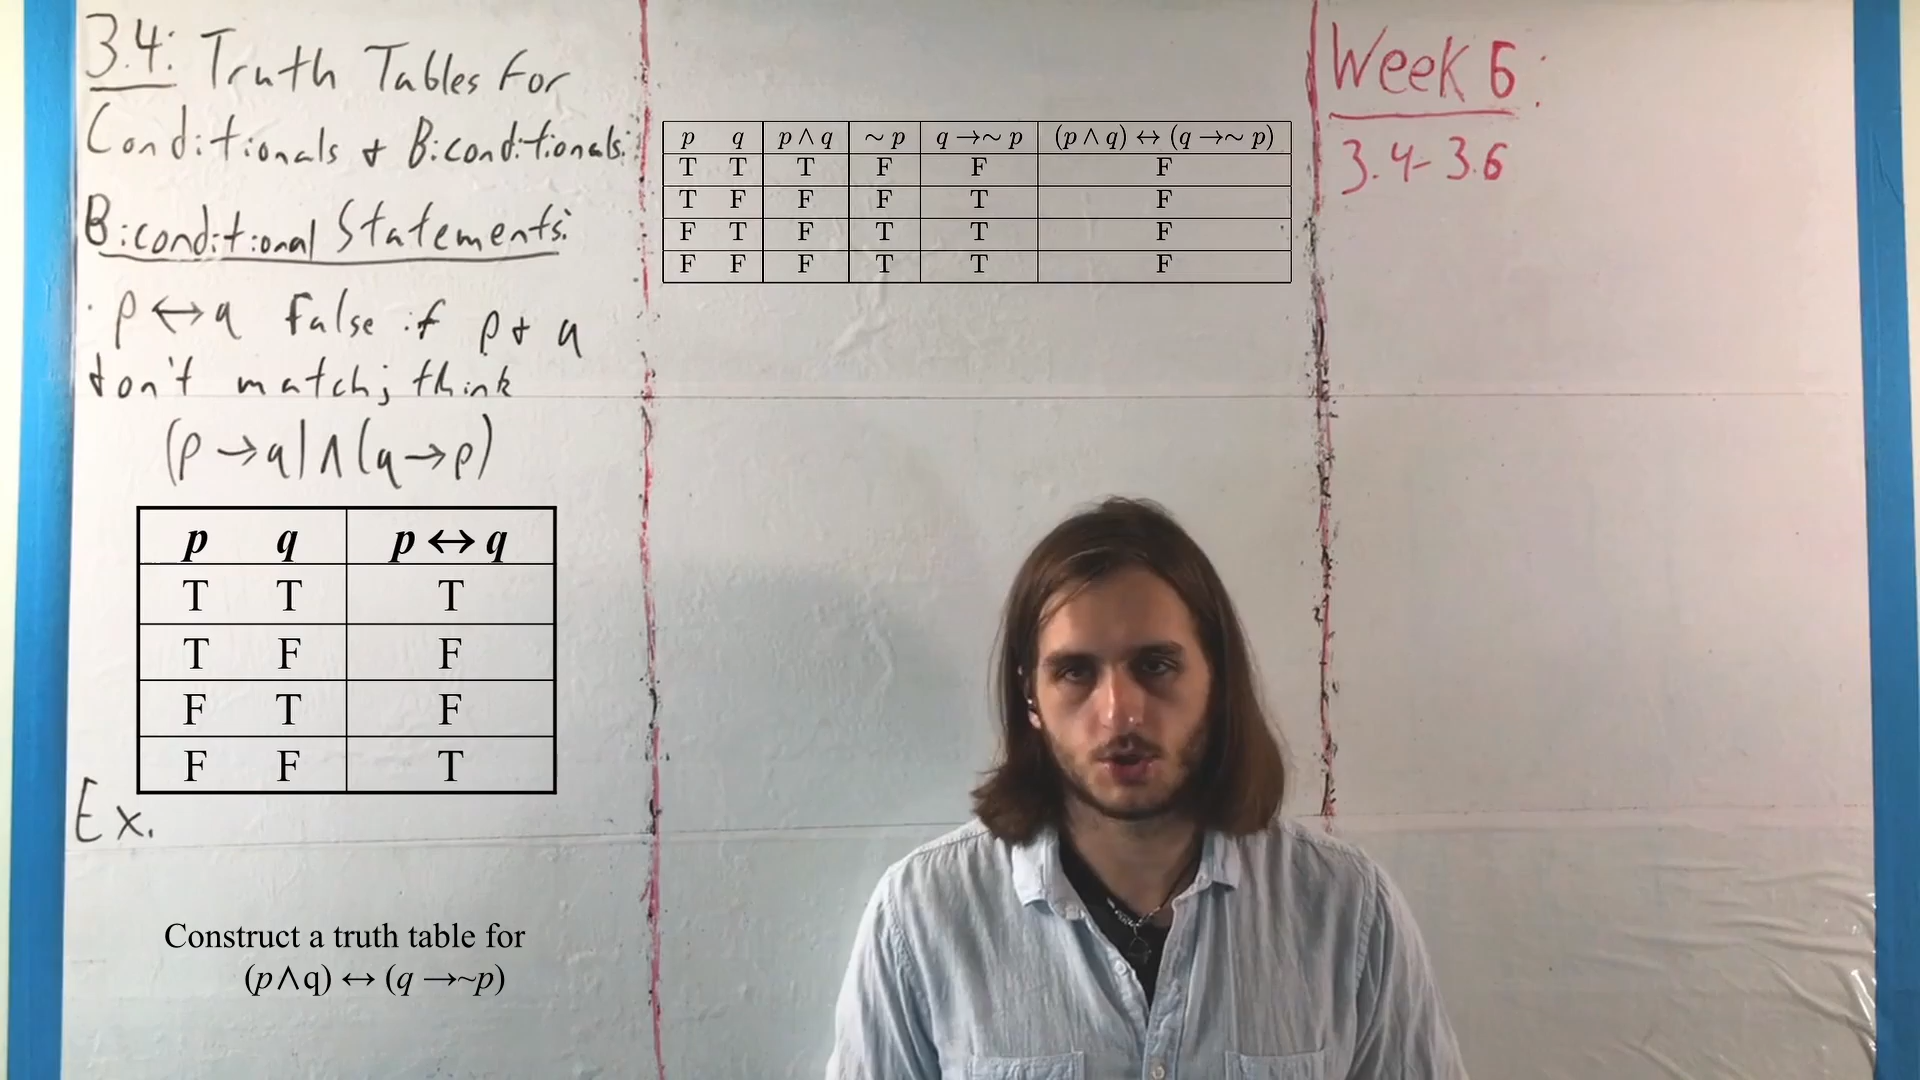 3.4: Truth Tables For
Conditionals & Biconditionals:
Biconditional Statements:
· p ↔ q False if p & q
don't match; think
(p → q) ∧ (q → p)
p q p ↔ q
T T T
T F F
F T F
F F T
Ex.
Construct a truth table for
(p∧q) ↔ (q →~p)
p q p ∧ q ~ p q →~ p (p ∧ q) ↔ (q →~ p)
T T T F F F
T F F F T F
F T F T T F
F F F T T F
Week 6:
3.4-3.6